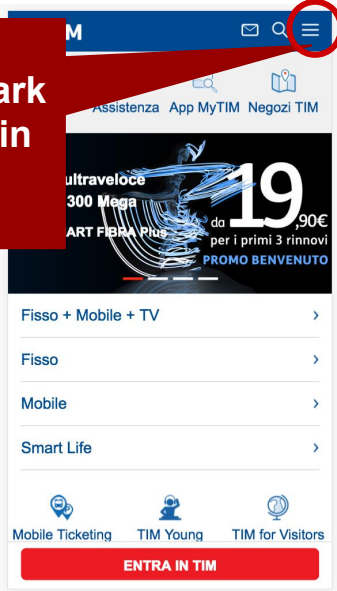 M
ark
in
Assistenza App MyTIM Negozi TIM
ultraveloce
300 Mega
ART FIBRA Plus
da 19,90€
per i primi 3 rinnovi
PROMO BENVENUTO
Fisso + Mobile + TV
Fisso
Mobile
Smart Life
Mobile Ticketing TIM Young TIM for Visitors
ENTRA IN TIM